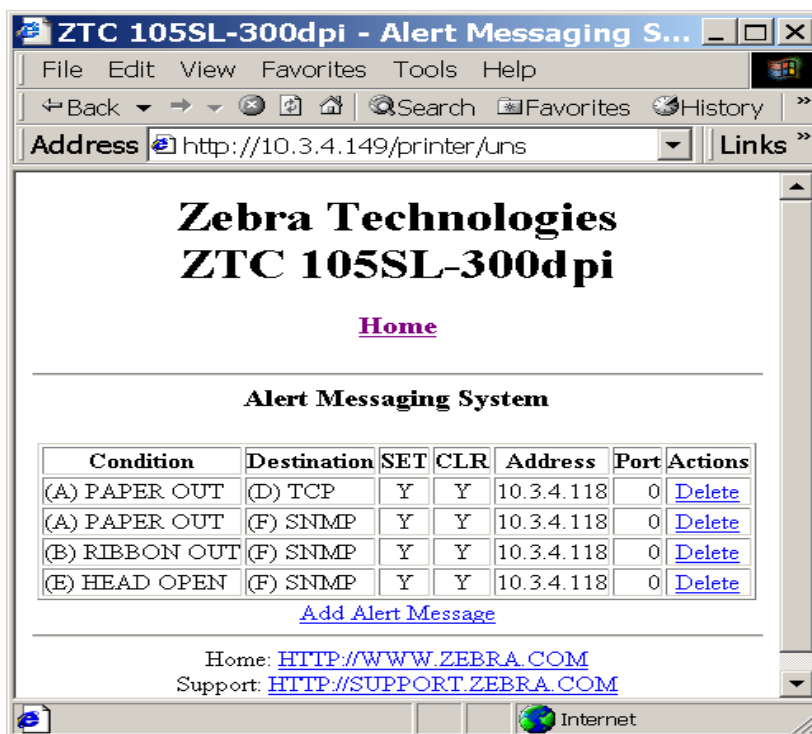 ZTC 105SL-300dpi - Alert Messaging S...
File Edit View Favorites Tools Help
Back Search Favorites History »
Address http://10.3.4.149/printer/uns Links »
Zebra Technologies
ZTC 105SL-300dpi
Home
Alert Messaging System
Condition Destination SET CLR Address Port Actions
(A) PAPER OUT (D) TCP Y Y 10.3.4.118 0 Delete
(A) PAPER OUT (F) SNMP Y Y 10.3.4.118 0 Delete
(B) RIBBON OUT (F) SNMP Y Y 10.3.4.118 0 Delete
(E) HEAD OPEN (F) SNMP Y Y 10.3.4.118 0 Delete
Add Alert Message
Home: HTTP://WWW.ZEBRA.COM
Support: HTTP://SUPPORT.ZEBRA.COM
Internet